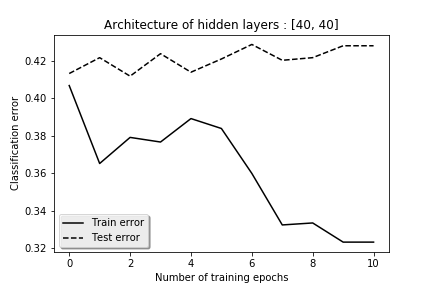 Architecture of hidden layers : [40, 40]
0.42
0.40
0.38
0.36
0.34
0.32
Classification error
Train error
Test error
0 2 4 6 8 10
Number of training epochs